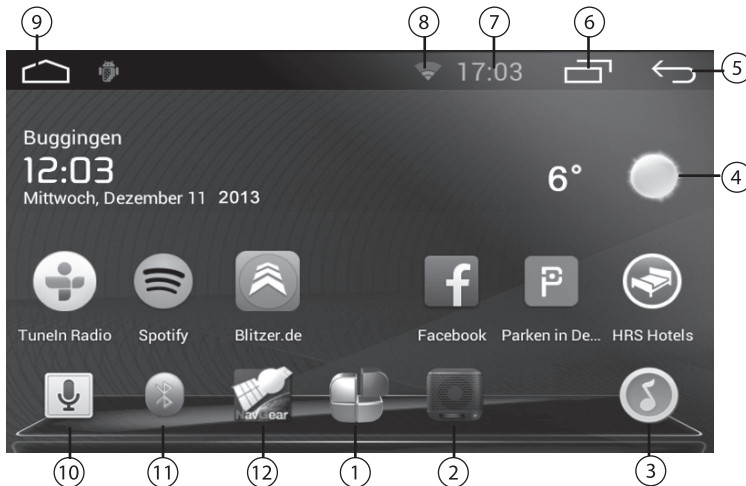 9 8 7 6
17:03
5
Buggingen
12:03
Mittwoch, Dezember 11 2013
6°
4
TuneIn Radio Spotify Blitzer.de Facebook Parken in De... HRS Hotels
NavGear
10 11 12 1 2 3